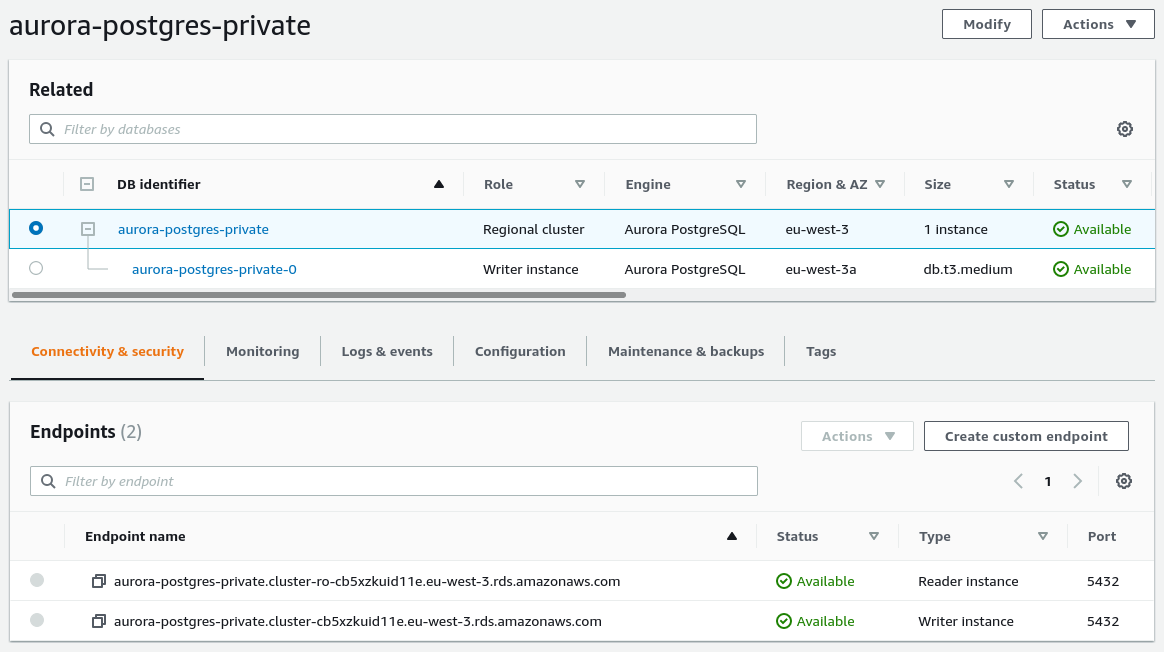 aurora-postgres-private
Modify
Actions
Related
Filter by databases
DB identifier Role Engine Region & AZ Size Status
aurora-postgres-private Regional cluster Aurora PostgreSQL eu-west-3 1 instance Available
aurora-postgres-private-0 Writer instance Aurora PostgreSQL eu-west-3a db.t3.medium Available
Connectivity & security Monitoring Logs & events Configuration Maintenance & backups Tags
Endpoints (2)
Actions
Create custom endpoint
Filter by endpoint
1
Endpoint name Status Type Port
aurora-postgres-private.cluster-ro-cb5xzkuid11e.eu-west-3.rds.amazonaws.com Available Reader instance 5432
aurora-postgres-private.cluster-cb5xzkuid11e.eu-west-3.rds.amazonaws.com Available Writer instance 5432